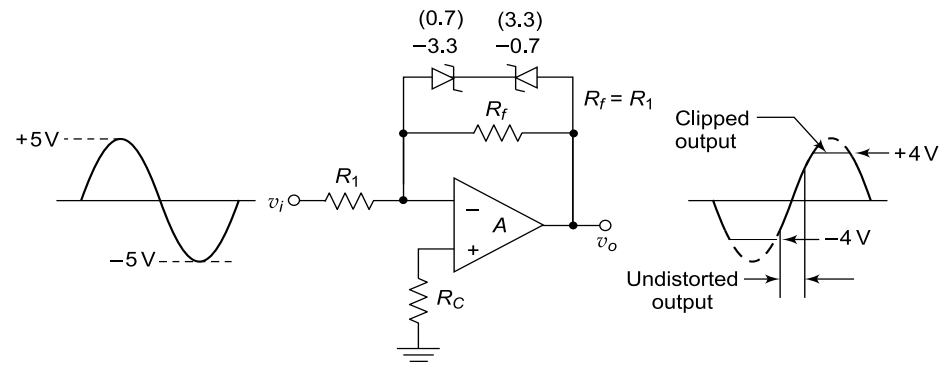 (0.7) (3.3)
−3.3 −0.7
R_f = R_1
R_f
+5 V
−5 V
v_i
R_1
−
A
+
v_o
R_C
Clipped
output
+4 V
−4 V
Undistorted
output